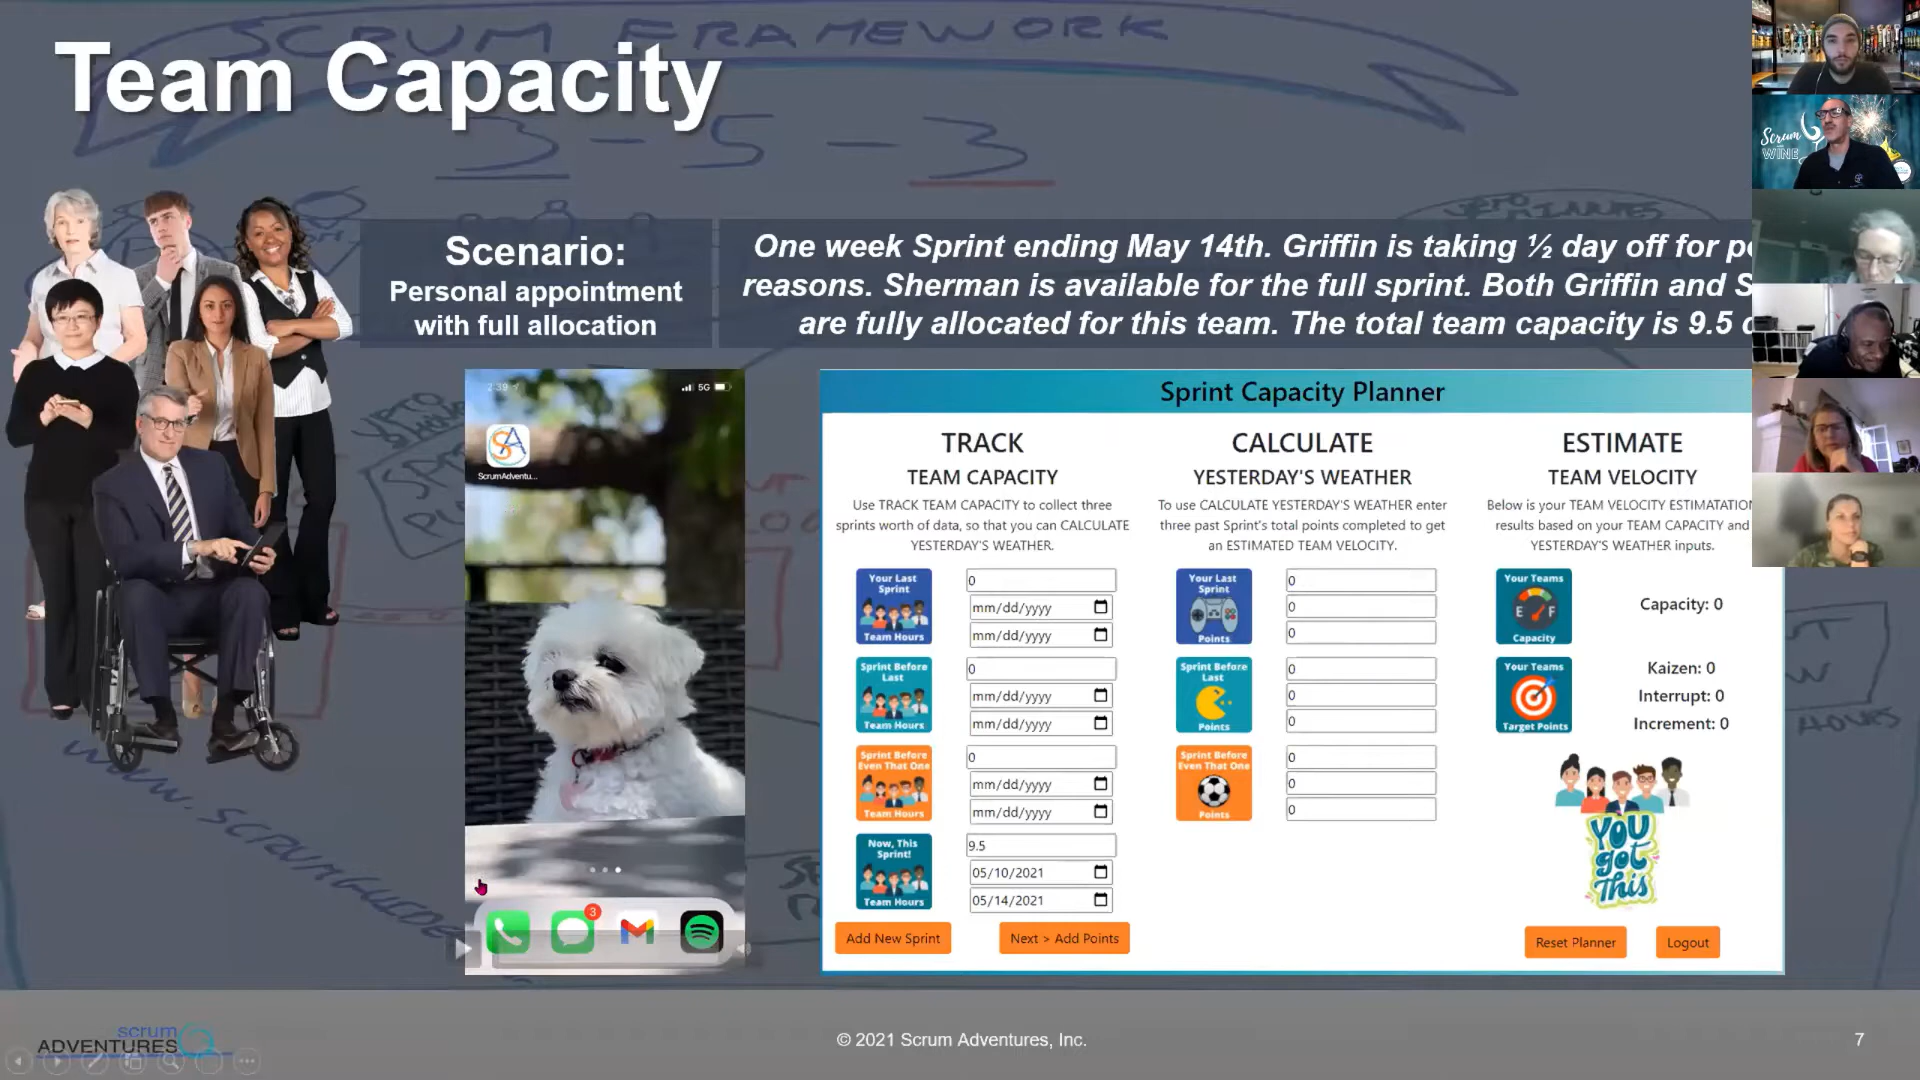 SCRUM FRAMEWORK
Team Capacity
3 - 5 - 3
Scrum
WINE
Scenario:
Personal appointment
with full allocation
One week Sprint ending May 14th. Griffin is taking ½ day off for
reasons. Sherman is available for the full sprint. Both Griffin and
are fully allocated for this team. The total team capacity is 9.5
2:39
5G
ScrumAdventu...
3
Sprint Capacity Planner
TRACK
TEAM CAPACITY
Use TRACK TEAM CAPACITY to collect three
sprints worth of data, so that you can CALCULATE
YESTERDAY'S WEATHER.
Your Last
Sprint
Team Hours
0
mm/dd/yyyy
mm/dd/yyyy
Sprint Before
Last
Team Hours
0
mm/dd/yyyy
mm/dd/yyyy
Sprint Before
Even That One
Team Hours
0
mm/dd/yyyy
mm/dd/yyyy
Now, This
Sprint!
Team Hours
9.5
05/10/2021
05/14/2021
Add New Sprint
Next > Add Points
CALCULATE
YESTERDAY'S WEATHER
To use CALCULATE YESTERDAY'S WEATHER enter
three past Sprint's total points completed to get
an ESTIMATED TEAM VELOCITY.
Your Last
Sprint
Points
0
0
0
Sprint Before
Last
Points
0
0
0
Sprint Before
Even That One
Points
0
0
0
ESTIMATE
TEAM VELOCITY
Below is your TEAM VELOCITY ESTIMATATION
results based on your TEAM CAPACITY and
YESTERDAY'S WEATHER inputs.
Your Teams
E F
Capacity
Capacity: 0
Your Teams
Target Points
Kaizen: 0
Interrupt: 0
Increment: 0
YOU
got
This
Reset Planner
Logout
WWW.SCRUMGUIDE
scrum
ADVENTURES
© 2021 Scrum Adventures, Inc.
7